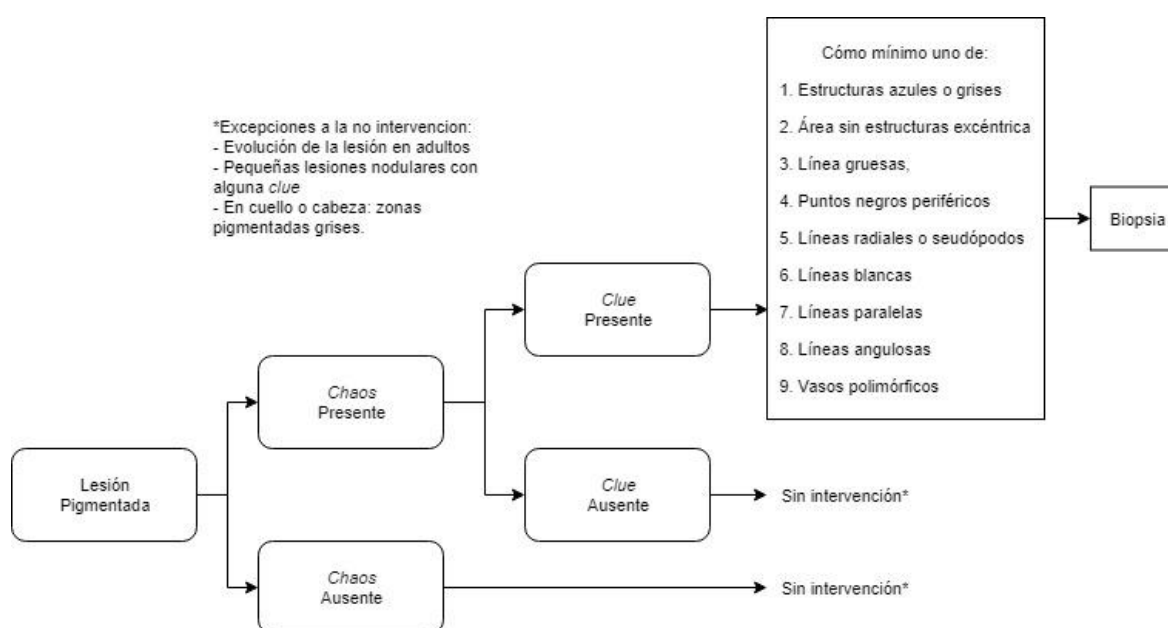 Cómo mínimo uno de:
1. Estructuras azules o grises
2. Área sin estructuras excéntrica
3. Línea gruesas,
4. Puntos negros periféricos
5. Líneas radiales o seudópodos
6. Líneas blancas
7. Líneas paralelas
8. Líneas angulosas
9. Vasos polimórficos
Biopsia
*Excepciones a la no intervencion:
- Evolución de la lesión en adultos
- Pequeñas lesiones nodulares con
alguna clue
- En cuello o cabeza: zonas
pigmentadas grises.
Clue
Presente
Chaos
Presente
Lesión
Pigmentada
Clue
Ausente
Sin intervención*
Chaos
Ausente
Sin intervención*